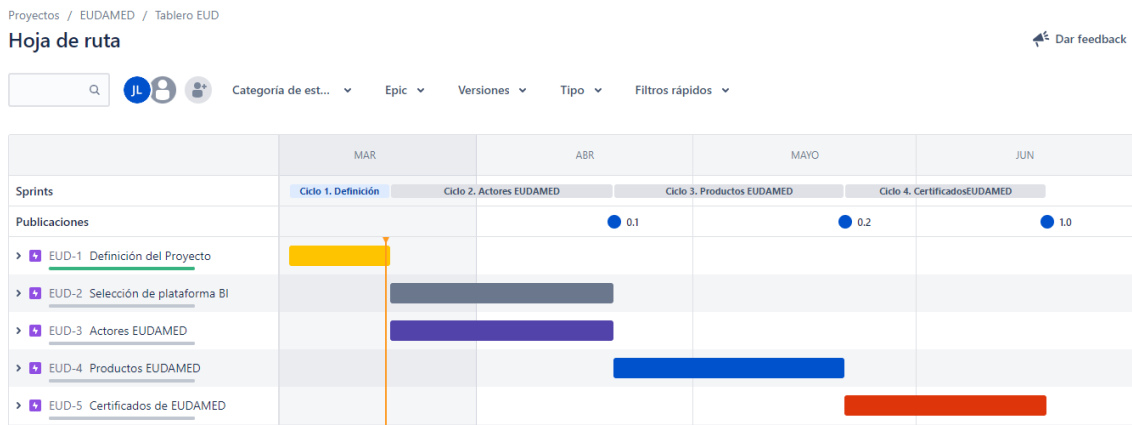 Proyectos / EUDAMED / Tablero EUD
Hoja de ruta
Dar feedback
JL
Categoría de est...
Epic
Versiones
Tipo
Filtros rápidos
MAR
ABR
MAYO
JUN
Sprints
Ciclo 1. Definición
Ciclo 2. Actores EUDAMED
Ciclo 3. Productos EUDAMED
Ciclo 4. CertificadosEUDAMED
Publicaciones
0.1
0.2
1.0
EUD-1 Definición del Proyecto
EUD-2 Selección de plataforma BI
EUD-3 Actores EUDAMED
EUD-4 Productos EUDAMED
EUD-5 Certificados de EUDAMED